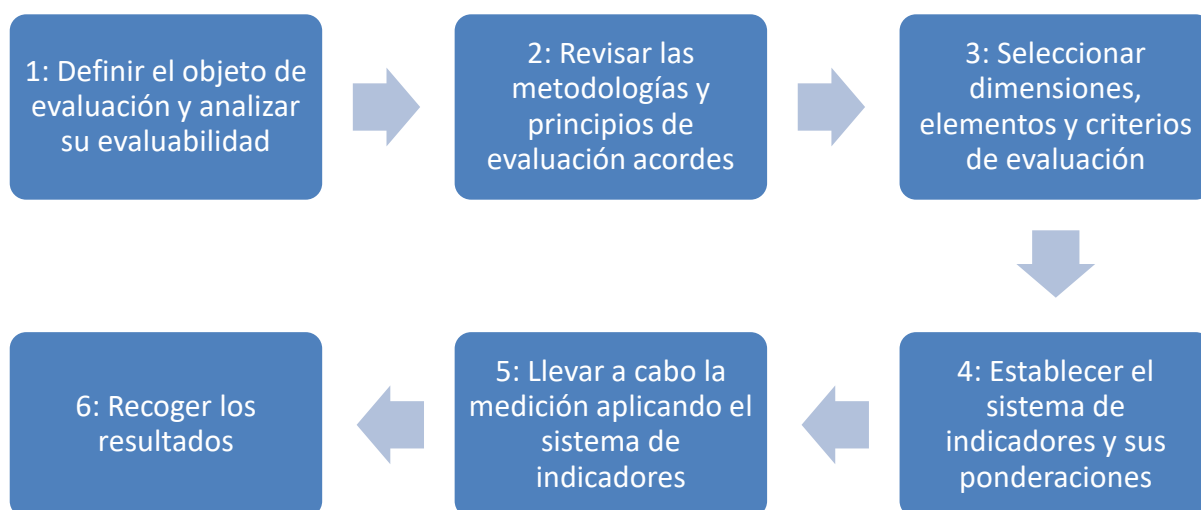 1: Definir el objeto de
evaluación y analizar
su evaluabilidad
2: Revisar las
metodologías y
principios de
evaluación acordes
3: Seleccionar
dimensiones,
elementos y criterios
de evaluación
4: Establecer el
sistema de
indicadores y sus
ponderaciones
5: Llevar a cabo la
medición aplicando el
sistema de
indicadores
6: Recoger los
resultados